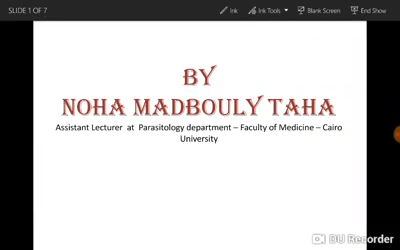 SLIDE 1 OF 7
Ink
Ink Tools
Blank Screen
End Show
BY
NOHA MADBOULY TAHA
Assistant Lecturer at Parasitology department – Faculty of Medicine – Cairo
University
DU Recorder